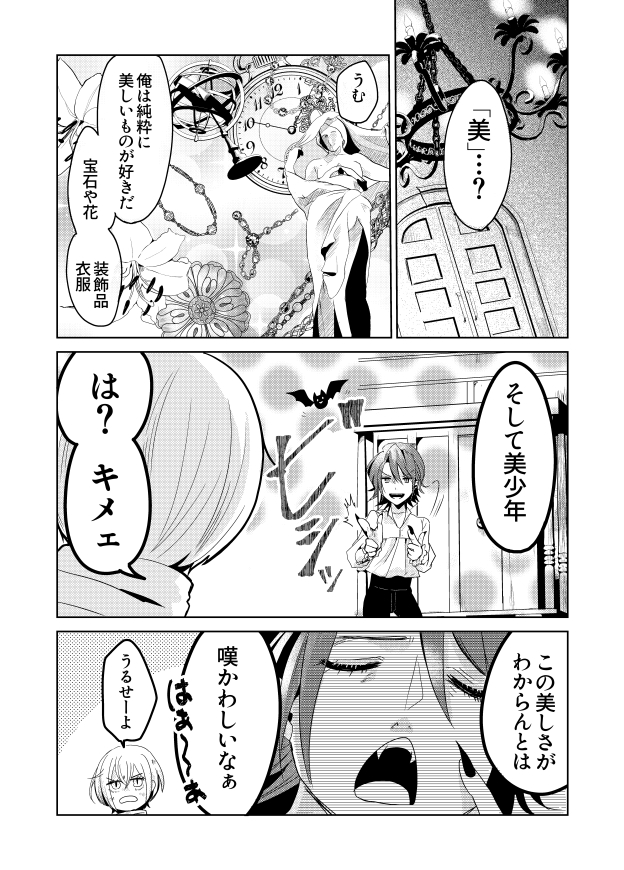 「美」…?
うむ
俺は純粋に
美しいものが好きだ
宝石や花
装飾品
衣服
そして美少年
ビシッ
は?キメェ
この美しさが
わからんとは
嘆かわしいなぁ
はぁ〜〜ぁ
うるせーよ